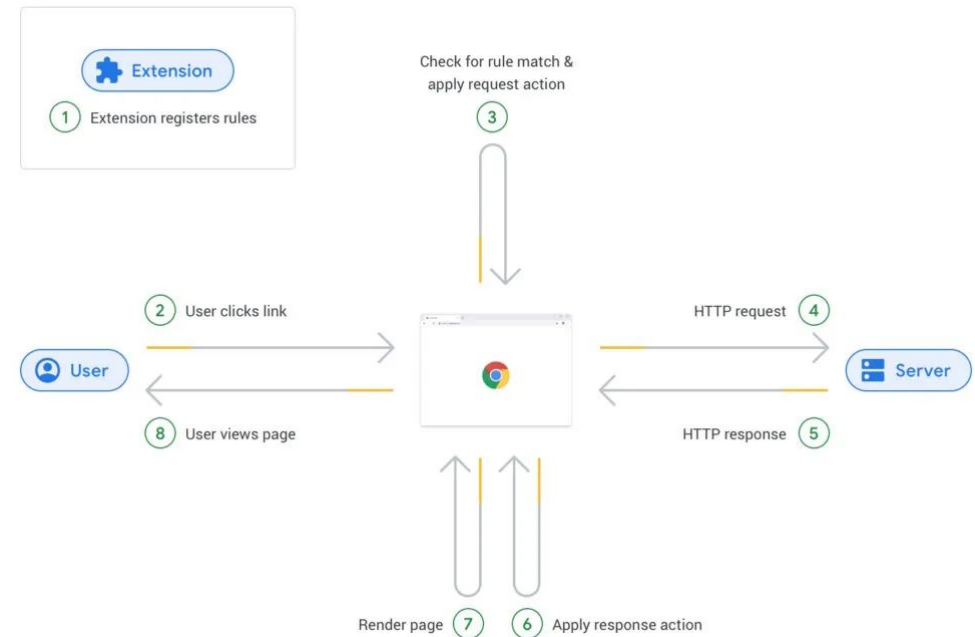 Extension
1 Extension registers rules
Check for rule match &
apply request action
3
2 User clicks link
HTTP request 4
User
Server
8 User views page
HTTP response 5
Render page 7
6 Apply response action